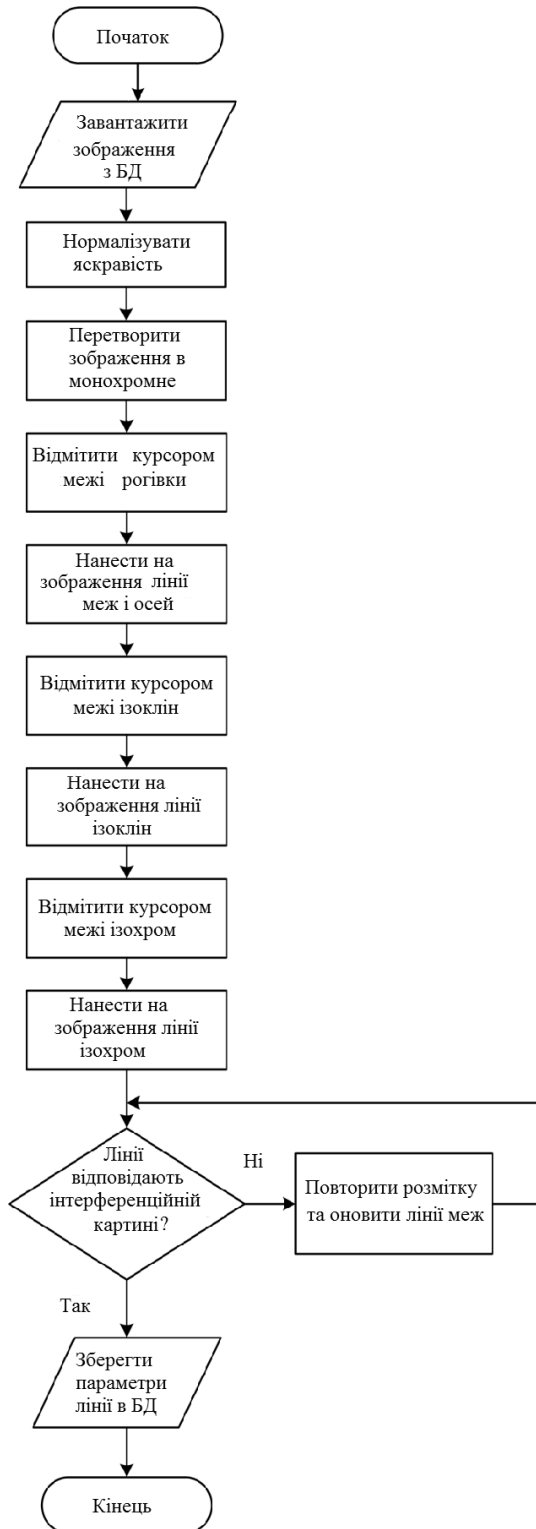 Початок
Завантажити
зображення
з БД
Нормалізувати
яскравість
Перетворити
зображення в
монохромне
Відмітити курсором
межі рогівки
Нанести на
зображення лінії
меж і осей
Відмітити курсором
межі ізоклін
Нанести на
зображення лінії
ізоклін
Відмітити курсором
межі ізохром
Нанести на
зображення лінії
ізохром
Лінії
відповідають
інтерференційній
картині?
Ні
Повторити розмітку
та оновити лінії меж
Так
Зберегти
параметри
лінії в БД
Кінець